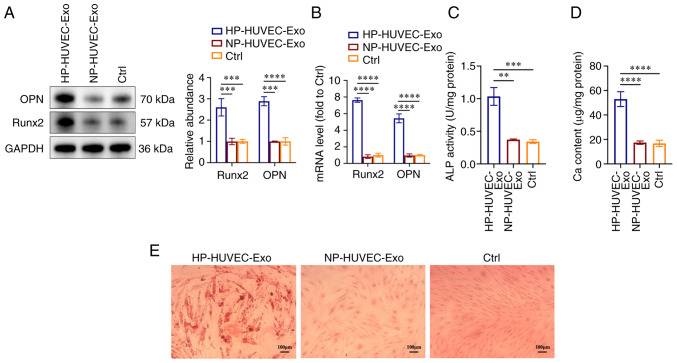 A
HP-HUVEC-Exo
NP-HUVEC-Exo
Ctrl
OPN
70 kDa
Runx2
57 kDa
GAPDH
36 kDa
HP-HUVEC-Exo
NP-HUVEC-Exo
Ctrl
Relative abundance
4
3
2
1
0
***
***
****
***
Runx2
OPN
B
HP-HUVEC-Exo
NP-HUVEC-Exo
Ctrl
mRNA level (fold to Ctrl)
10.0
7.5
5.0
2.5
0
****
****
****
****
Runx2
OPN
C
ALP activity (U/mg protein)
1.5
1.0
0.5
0
***
**
HP-HUVEC-
Exo
NP-HUVEC-
Exo
Ctrl
D
Ca content (µg/mg protein)
80
60
40
20
0
****
****
HP-HUVEC-
Exo
NP-HUVEC-
Exo
Ctrl
E
HP-HUVEC-Exo
NP-HUVEC-Exo
Ctrl
100µm
100µm
100µm